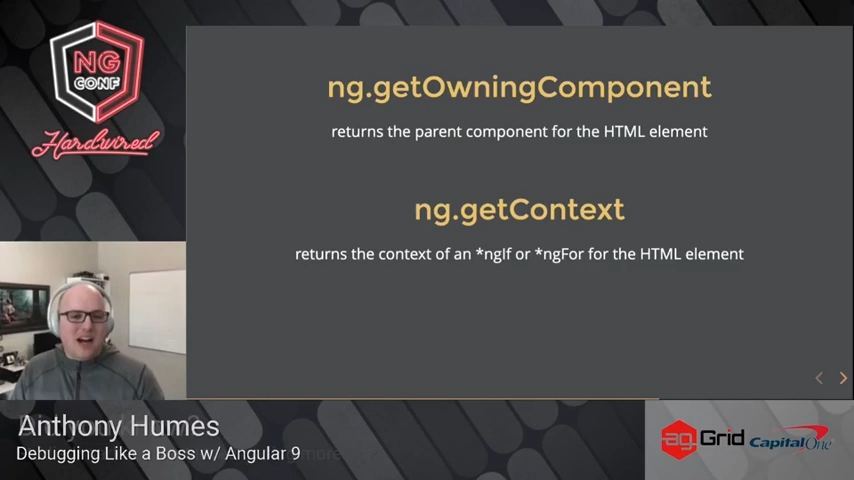 NG
CONF
Hardwired
ng.getOwningComponent
returns the parent component for the HTML element
ng.getContext
returns the context of an *ngIf or *ngFor for the HTML element
Anthony Humes
Debugging Like a Boss w/ Angular 9
ag Grid
Capital One